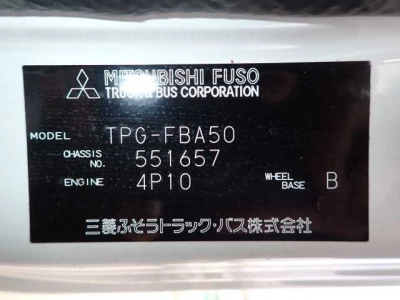 MITSUBISHI FUSO
TRUCK & BUS CORPORATION
MODEL TPG-FBA50
CHASSIS NO. 551657
ENGINE 4P10 WHEEL BASE B
三菱ふそうトラック・バス株式会社